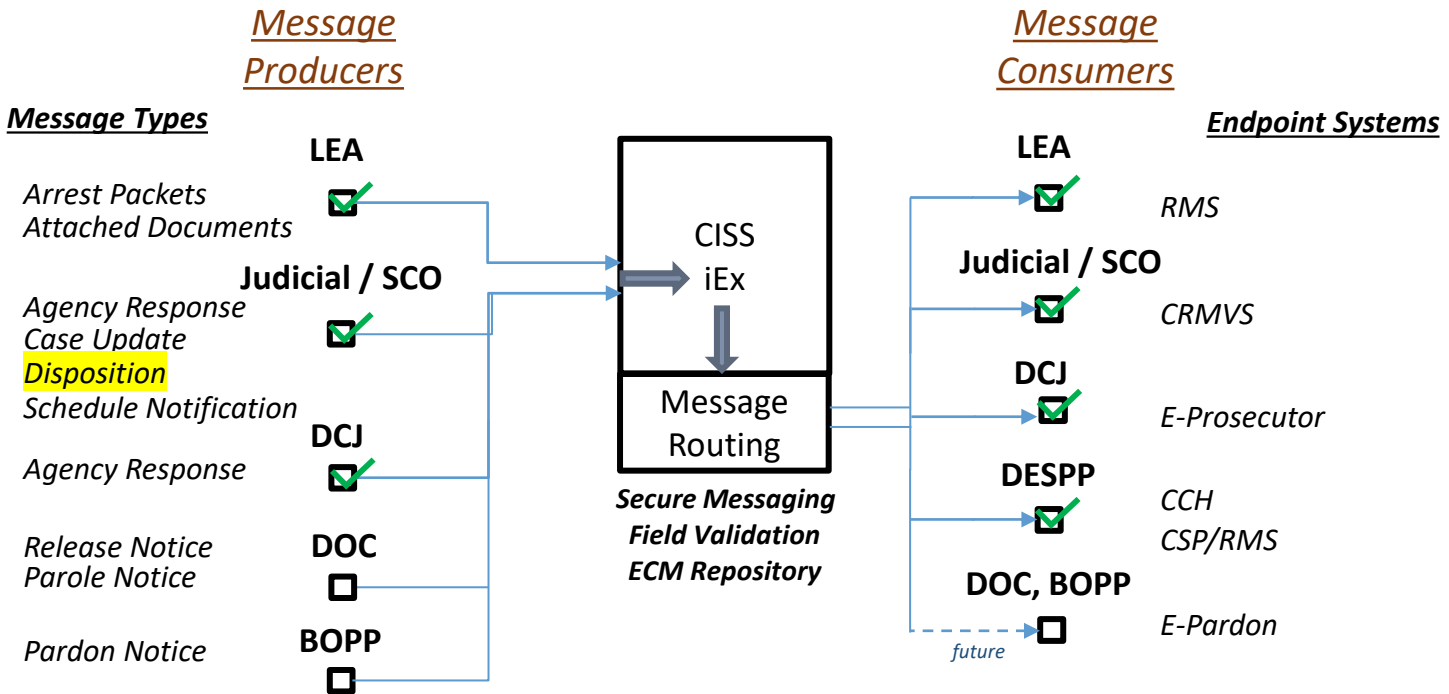 Message
Producers
Message
Consumers
Message Types
Endpoint Systems
LEA
Arrest Packets
Attached Documents
Judicial / SCO
Agency Response
Case Update
Disposition
Schedule Notification
DCJ
Agency Response
DOC
Release Notice
Parole Notice
BOPP
Pardon Notice
CISS
iEx
Message
Routing
Secure Messaging
Field Validation
ECM Repository
LEA
RMS
Judicial / SCO
CRMVS
DCJ
E-Prosecutor
DESPP
CCH
CSP/RMS
DOC, BOPP
E-Pardon
future